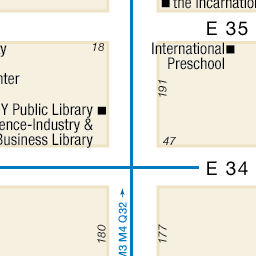 the Incarnation
E 35
y
18
International
Preschool
nter
191
Y Public Library
ence-Industry &
Business Library
47
E 34
180
M3 M4 Q32
177